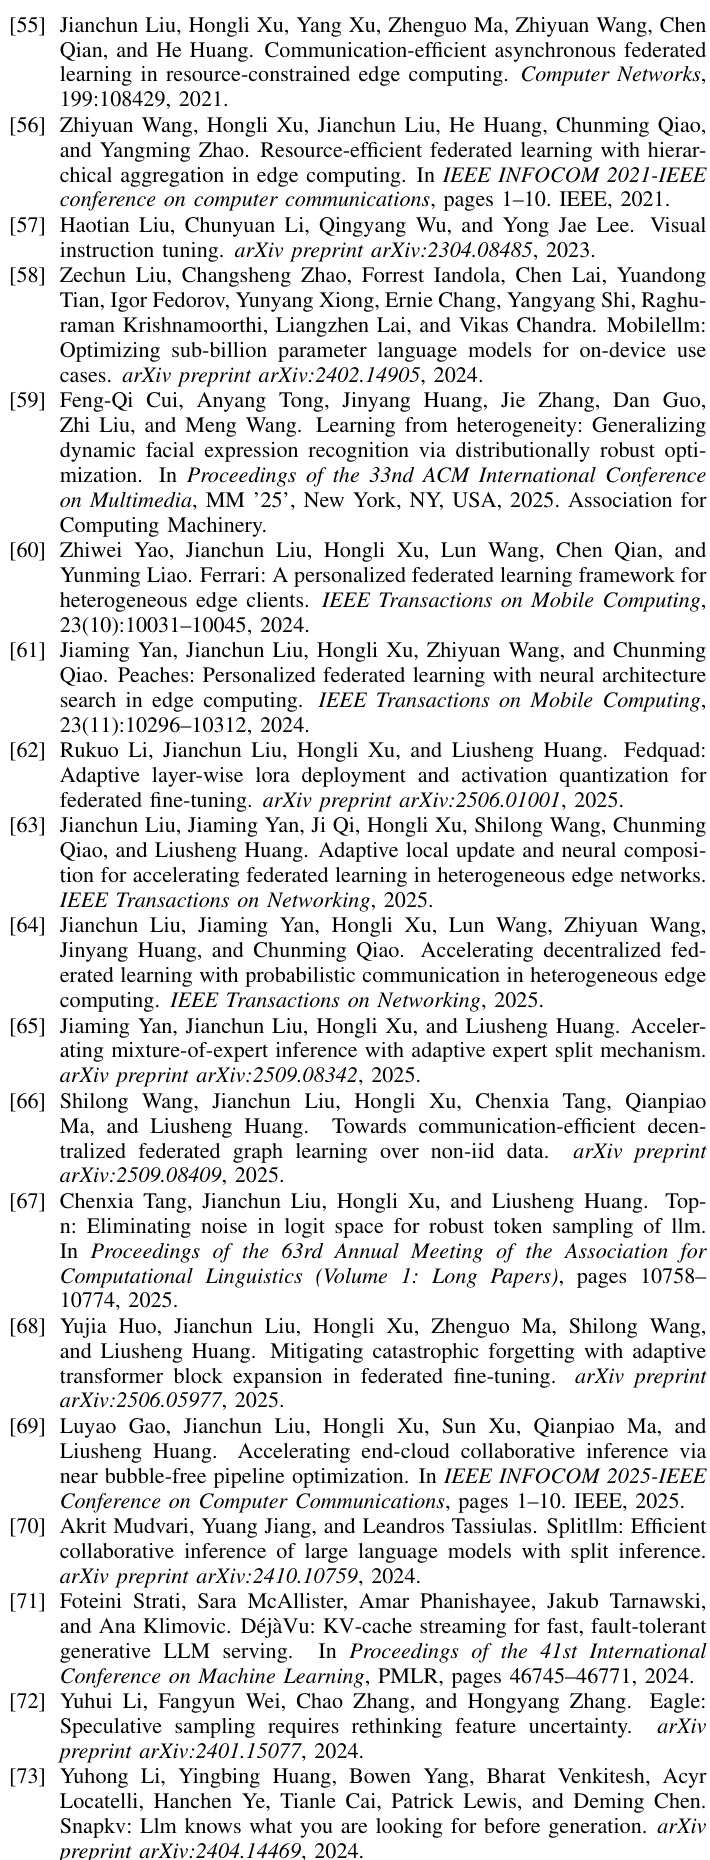 [55] Jianchun Liu, Hongli Xu, Yang Xu, Zhenguo Ma, Zhiyuan Wang, Chen
Qian, and He Huang. Communication-efficient asynchronous federated
learning in resource-constrained edge computing. Computer Networks,
199:108429, 2021.
[56] Zhiyuan Wang, Hongli Xu, Jianchun Liu, He Huang, Chunming Qiao,
and Yangming Zhao. Resource-efficient federated learning with hierar-
chical aggregation in edge computing. In IEEE INFOCOM 2021-IEEE
conference on computer communications, pages 1–10. IEEE, 2021.
[57] Haotian Liu, Chunyuan Li, Qingyang Wu, and Yong Jae Lee. Visual
instruction tuning. arXiv preprint arXiv:2304.08485, 2023.
[58] Zechun Liu, Changsheng Zhao, Forrest Iandola, Chen Lai, Yuandong
Tian, Igor Fedorov, Yunyang Xiong, Ernie Chang, Yangyang Shi, Raghu-
raman Krishnamoorthi, Liangzhen Lai, and Vikas Chandra. Mobilellm:
Optimizing sub-billion parameter language models for on-device use
cases. arXiv preprint arXiv:2402.14905, 2024.
[59] Feng-Qi Cui, Anyang Tong, Jinyang Huang, Jie Zhang, Dan Guo,
Zhi Liu, and Meng Wang. Learning from heterogeneity: Generalizing
dynamic facial expression recognition via distributionally robust opti-
mization. In Proceedings of the 33nd ACM International Conference
on Multimedia, MM ’25’, New York, NY, USA, 2025. Association for
Computing Machinery.
[60] Zhiwei Yao, Jianchun Liu, Hongli Xu, Lun Wang, Chen Qian, and
Yunming Liao. Ferrari: A personalized federated learning framework for
heterogeneous edge clients. IEEE Transactions on Mobile Computing,
23(10):10031–10045, 2024.
[61] Jiaming Yan, Jianchun Liu, Hongli Xu, Zhiyuan Wang, and Chunming
Qiao. Peaches: Personalized federated learning with neural architecture
search in edge computing. IEEE Transactions on Mobile Computing,
23(11):10296–10312, 2024.
[62] Rukuo Li, Jianchun Liu, Hongli Xu, and Liusheng Huang. Fedquad:
Adaptive layer-wise lora deployment and activation quantization for
federated fine-tuning. arXiv preprint arXiv:2506.01001, 2025.
[63] Jianchun Liu, Jiaming Yan, Ji Qi, Hongli Xu, Shilong Wang, Chunming
Qiao, and Liusheng Huang. Adaptive local update and neural composi-
tion for accelerating federated learning in heterogeneous edge networks.
IEEE Transactions on Networking, 2025.
[64] Jianchun Liu, Jiaming Yan, Hongli Xu, Lun Wang, Zhiyuan Wang,
Jinyang Huang, and Chunming Qiao. Accelerating decentralized fed-
erated learning with probabilistic communication in heterogeneous edge
computing. IEEE Transactions on Networking, 2025.
[65] Jiaming Yan, Jianchun Liu, Hongli Xu, and Liusheng Huang. Acceler-
ating mixture-of-expert inference with adaptive expert split mechanism.
arXiv preprint arXiv:2509.08342, 2025.
[66] Shilong Wang, Jianchun Liu, Hongli Xu, Chenxia Tang, Qianpiao
Ma, and Liusheng Huang. Towards communication-efficient decen-
tralized federated graph learning over non-iid data. arXiv preprint
arXiv:2509.08409, 2025.
[67] Chenxia Tang, Jianchun Liu, Hongli Xu, and Liusheng Huang. Top-
n: Eliminating noise in logit space for robust token sampling of llm.
In Proceedings of the 63rd Annual Meeting of the Association for
Computational Linguistics (Volume 1: Long Papers), pages 10758–
10774, 2025.
[68] Yujia Huo, Jianchun Liu, Hongli Xu, Zhenguo Ma, Shilong Wang,
and Liusheng Huang. Mitigating catastrophic forgetting with adaptive
transformer block expansion in federated fine-tuning. arXiv preprint
arXiv:2506.05977, 2025.
[69] Luyao Gao, Jianchun Liu, Hongli Xu, Sun Xu, Qianpiao Ma, and
Liusheng Huang. Accelerating end-cloud collaborative inference via
near bubble-free pipeline optimization. In IEEE INFOCOM 2025-IEEE
Conference on Computer Communications, pages 1–10. IEEE, 2025.
[70] Akrit Mudvari, Yuang Jiang, and Leandros Tassiulas. Splitllm: Efficient
collaborative inference of large language models with split inference.
arXiv preprint arXiv:2410.10759, 2024.
[71] Foteini Strati, Sara McAllister, Amar Phanishayee, Jakub Tarnawski,
and Ana Klimovic. DéjàVu: KV-cache streaming for fast, fault-tolerant
generative LLM serving. In Proceedings of the 41st International
Conference on Machine Learning, PMLR, pages 46745–46771, 2024.
[72] Yuhui Li, Fangyun Wei, Chao Zhang, and Hongyang Zhang. Eagle:
Speculative sampling requires rethinking feature uncertainty. arXiv
preprint arXiv:2401.15077, 2024.
[73] Yuhong Li, Yingbing Huang, Bowen Yang, Bharat Venkitesh, Acyr
Locatelli, Hanchen Ye, Tianle Cai, Patrick Lewis, and Deming Chen.
Snapkv: Llm knows what you are looking for before generation. arXiv
preprint arXiv:2404.14469, 2024.